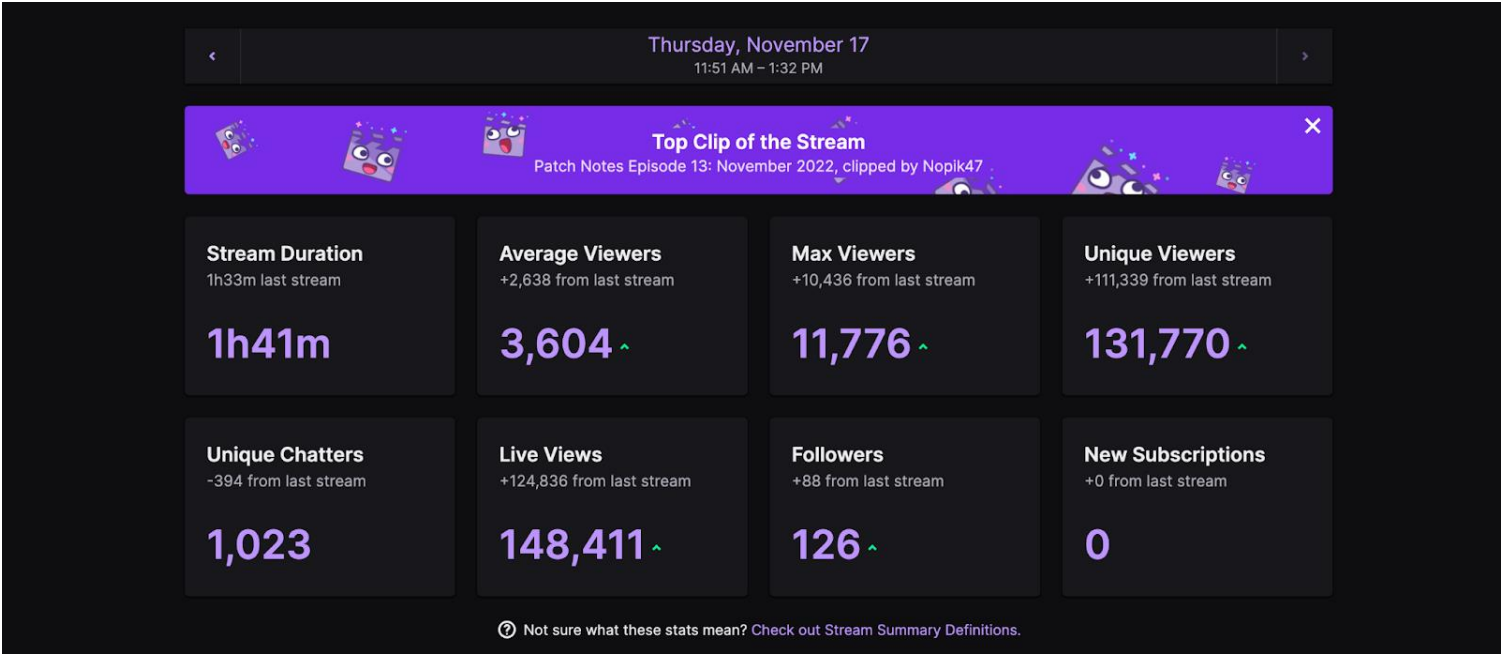 Thursday, November 17
11:51 AM – 1:32 PM
Top Clip of the Stream
Patch Notes Episode 13: November 2022, clipped by Nopik47
Stream Duration
1h33m last stream
1h41m
Average Viewers
+2,638 from last stream
3,604
Max Viewers
+10,436 from last stream
11,776
Unique Viewers
+111,339 from last stream
131,770
Unique Chatters
-394 from last stream
1,023
Live Views
+124,836 from last stream
148,411
Followers
+88 from last stream
126
New Subscriptions
+0 from last stream
0
Not sure what these stats mean? Check out Stream Summary Definitions.